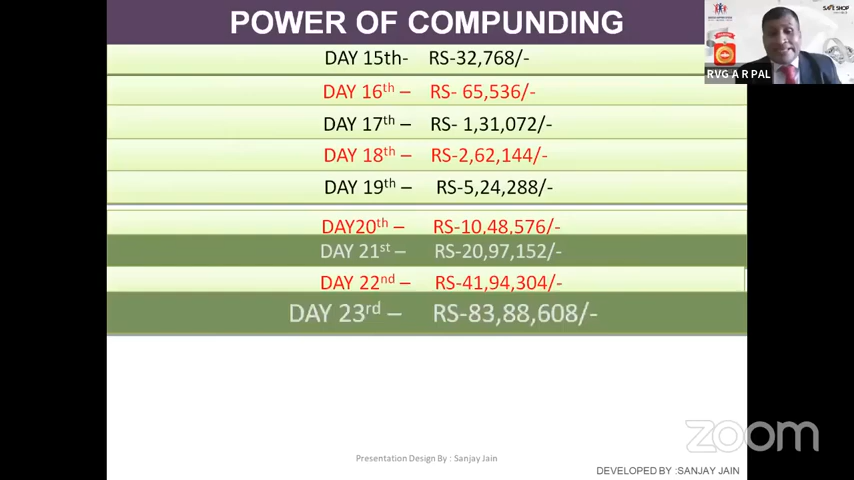 POWER OF COMPUNDING
DAY 15th- RS-32,768/-
DAY 16th – RS- 65,536/-
DAY 17th – RS- 1,31,072/-
DAY 18th – RS-2,62,144/-
DAY 19th – RS-5,24,288/-
DAY20th – RS-10,48,576/-
DAY 21st – RS-20,97,152/-
DAY 22nd – RS-41,94,304/-
DAY 23rd – RS-83,88,608/-
SAFE SHOP
RVG A R PAL
zoom
Presentation Design By : Sanjay Jain
DEVELOPED BY :SANJAY JAIN